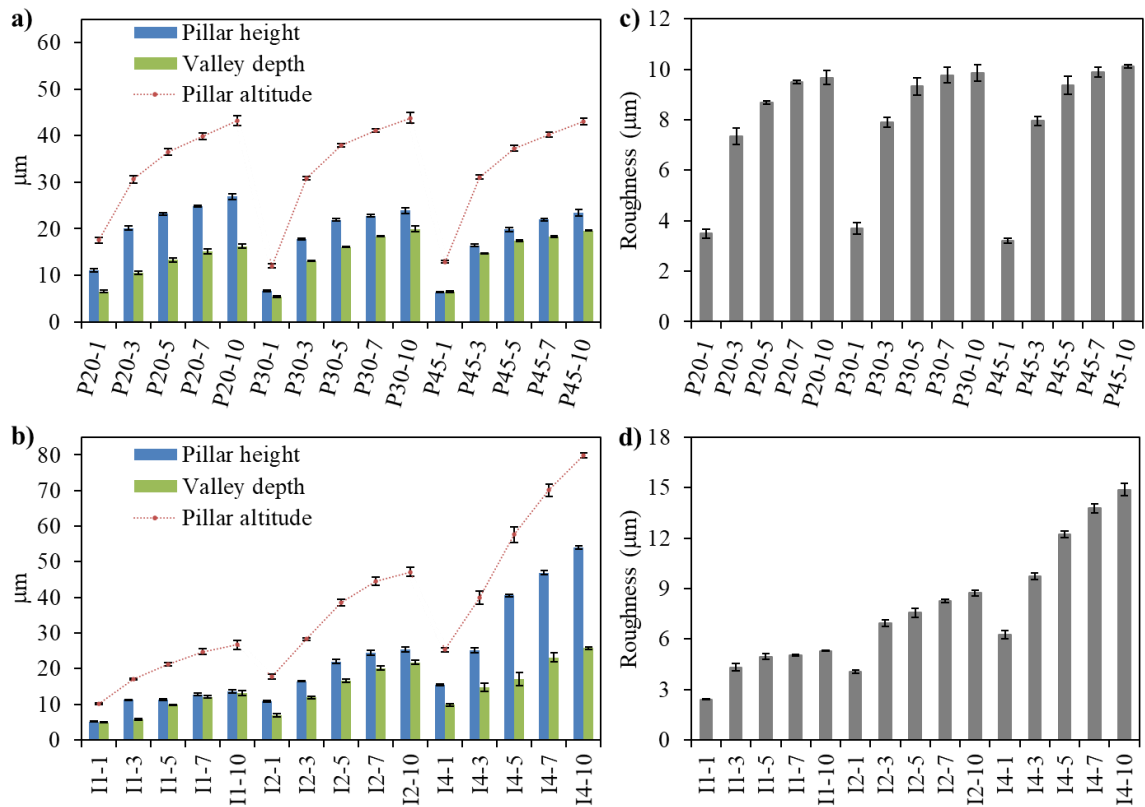 a)
60
50
40
30
20
10
0
μm
Pillar height
Valley depth
Pillar altitude
P20-1 P20-3 P20-5 P20-7 P20-10 P30-1 P30-3 P30-5 P30-7 P30-10 P45-1 P45-3 P45-5 P45-7 P45-10
c)
12
10
8
6
4
2
0
Roughness (μm)
P20-1 P20-3 P20-5 P20-7 P20-10 P30-1 P30-3 P30-5 P30-7 P30-10 P45-1 P45-3 P45-5 P45-7 P45-10
b)
80
70
60
50
40
30
20
10
0
μm
Pillar height
Valley depth
Pillar altitude
I1-1 I1-3 I1-5 I1-7 I1-10 I2-1 I2-3 I2-5 I2-7 I2-10 I4-1 I4-3 I4-5 I4-7 I4-10
d)
18
15
12
9
6
3
0
Roughness (μm)
I1-1 I1-3 I1-5 I1-7 I1-10 I2-1 I2-3 I2-5 I2-7 I2-10 I4-1 I4-3 I4-5 I4-7 I4-10